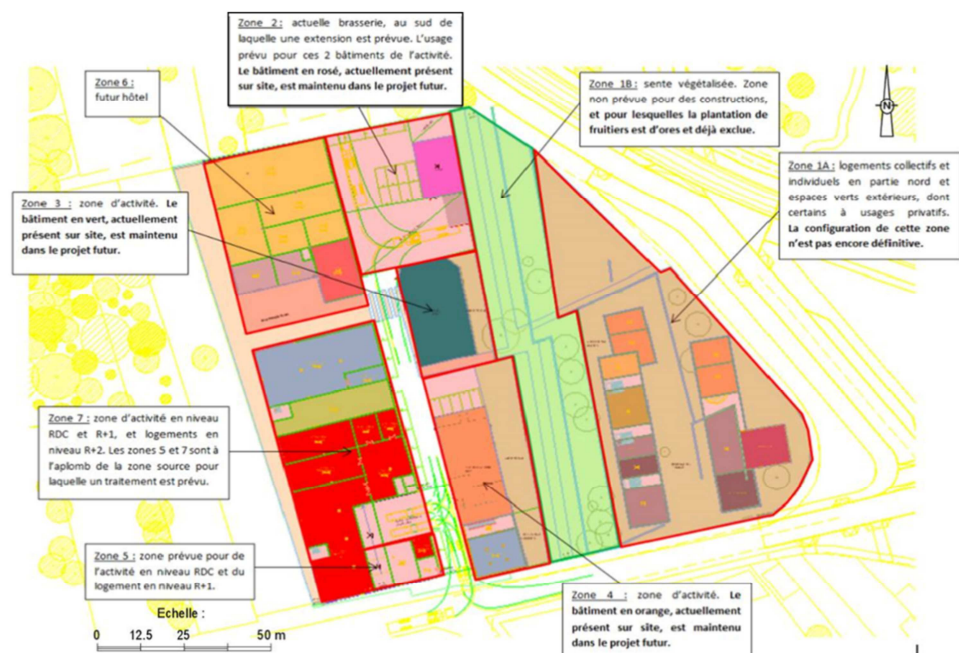 Zone 2 : actuelle brasserie, au sud de
laquelle une extension est prévue. L'usage
prévu pour ces 2 bâtiments de l'activité.
Le bâtiment en rosé, actuellement présent
sur site, est maintenu dans le projet futur.
Zone 6 :
futur hôtel
Zone 1B : sente végétalisée. Zone
non prévue pour des constructions,
et pour lesquelles la plantation de
fruitiers est d'ores et déjà exclue.
N
Zone 1A : logements collectifs et
individuels en partie nord et
espaces verts extérieurs, dont
certains à usages privatifs.
La configuration de cette zone
n'est pas encore définitive.
Zone 3 : zone d'activité. Le
bâtiment en vert, actuellement
présent sur site, est maintenu
dans le projet futur.
Zone 7 : zone d'activité en niveau
RDC et R+1, et logements en
niveau R+2. Les zones 5 et 7 sont à
l'aplomb de la zone source pour
laquelle un traitement est prévu.
Zone 5 : zone prévue pour de
l'activité en niveau RDC et du
logement en niveau R+1.
Zone 4 : zone d'activité. Le
bâtiment en orange, actuellement
présent sur site, est maintenu
dans le projet futur.
Echelle :
0 12.5 25 50 m